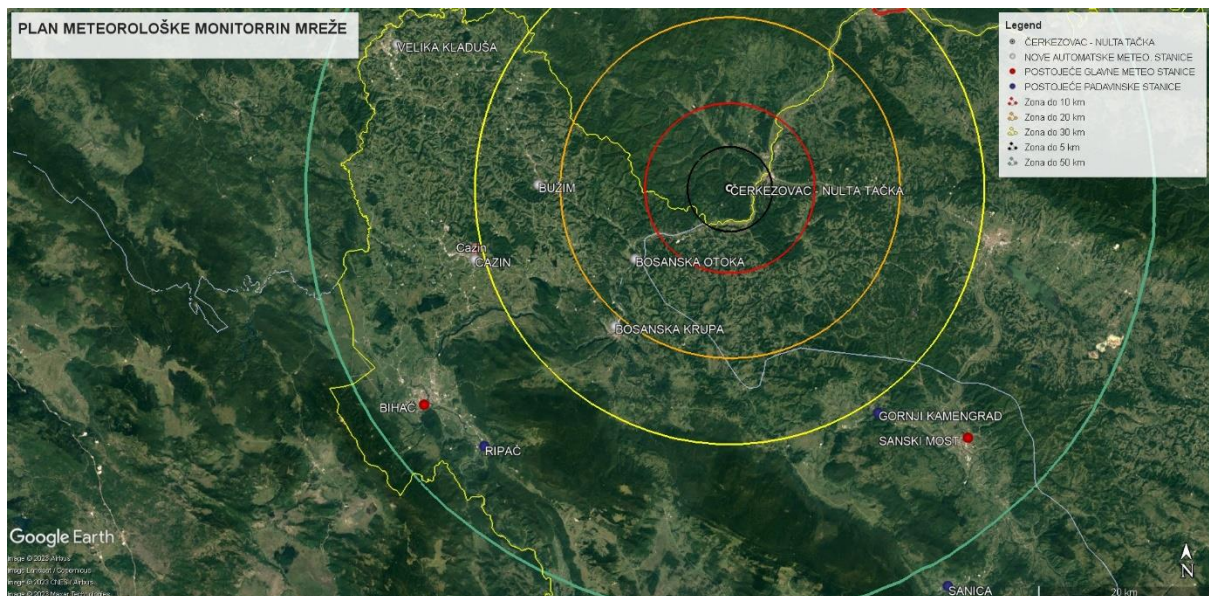 PLAN METEOROLOŠKE MONITORRIN MREŽE
Legend
ČERKEZOVAC - NULTA TAČKA
NOVE AUTOMATSKE METEO. STANICE
POSTOJEĆE GLAVNE METEO STANICE
POSTOJEĆE PADAVINSKE STANICE
Zona do 10 km
Zona do 20 km
Zona do 30 km
Zona do 5 km
Zona do 50 km
VELIKA KLADUŠA
BUŽIM
ČERKEZOVAC - NULTA TAČKA
Cazin
CAZIN
BOSANSKA OTOKA
BOSANSKA KRUPA
BIHAĆ
GORNJI KAMENGRAD
SANSKI MOST
RIPAČ
SANICA
Google Earth
Image © 2023 Airbus
Image Landsat / Copernicus
Image © 2023 CNES / Airbus
Image © 2023 Maxar Technologies
N
20 km